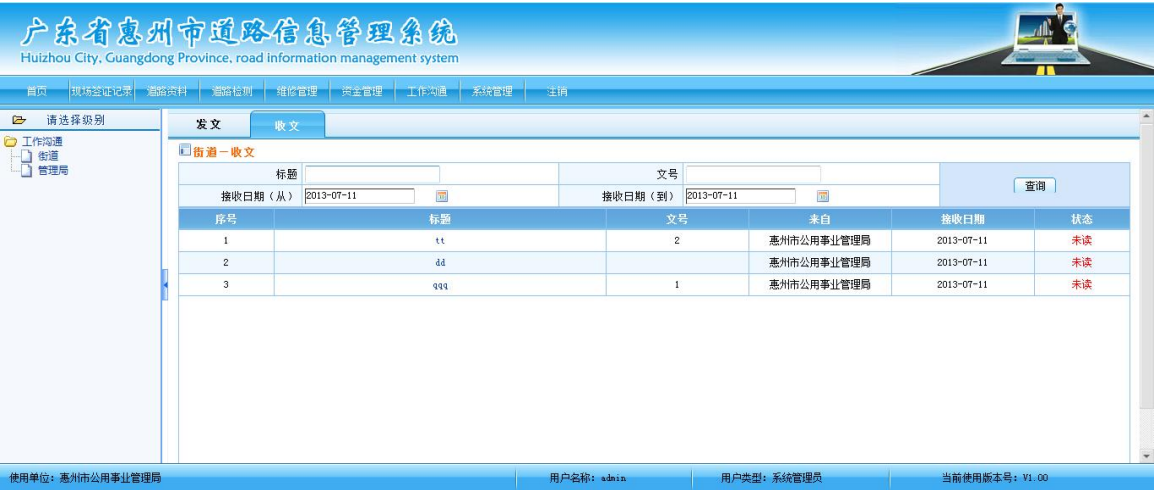 广东省惠州市道路信息管理系统
Huizhou City, Guangdong Province, road information management system
首页 现场签证记录 道路资料 道路检测 维修管理 资金管理 工作沟通 系统管理 注销
请选择级别
工作沟通
街道
管理局
发文 收文
街道－收文
标题 文号
查询
接收日期（从） 2013-07-11 接收日期（到） 2013-07-11
序号 标题 文号 来自 接收日期 状态
1 tt 2 惠州市公用事业管理局 2013-07-11 未读
2 dd 惠州市公用事业管理局 2013-07-11 未读
3 qqq 1 惠州市公用事业管理局 2013-07-11 未读
使用单位：惠州市公用事业管理局 用户名称：admin 用户类型：系统管理员 当前使用版本号：V1.00